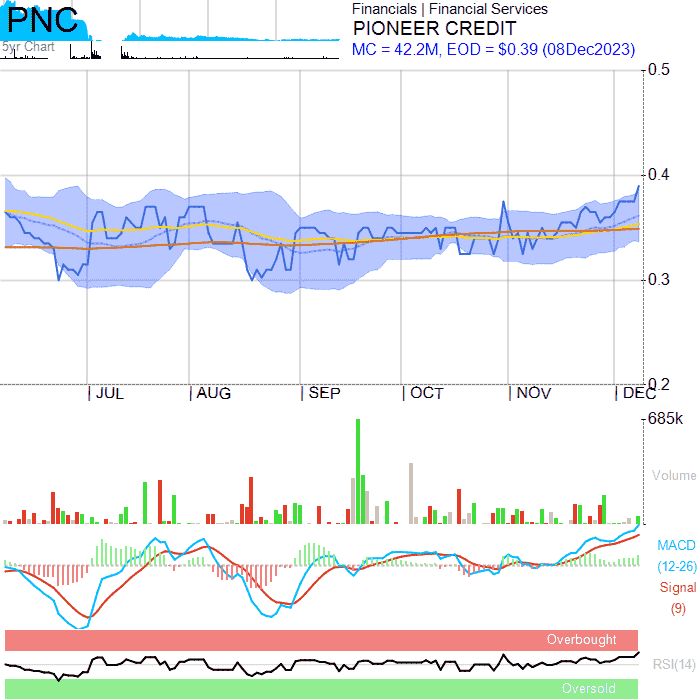 PNC
5yr Chart
Financials | Financial Services
PIONEER CREDIT
MC = 42.2M, EOD = $0.39 (08Dec2023)
0.5
0.4
0.3
0.2
JUL AUG SEP OCT NOV DEC
685k
Volume
MACD
(12-26)
Signal
(9)
Overbought
RSI(14)
Oversold